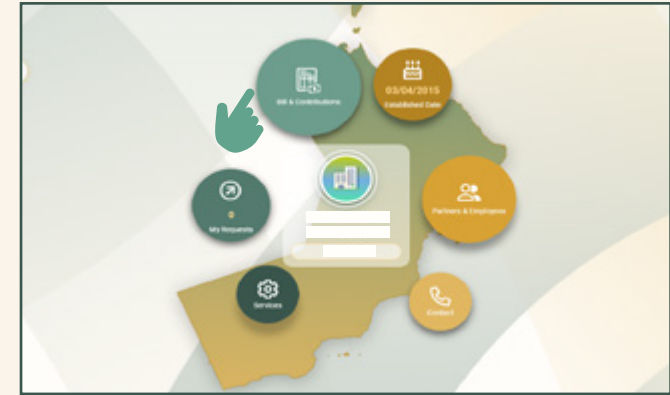 Bill & Contributions
03/04/2015
Established Date
0
My Requests
Partners & Employees
Services
Contact